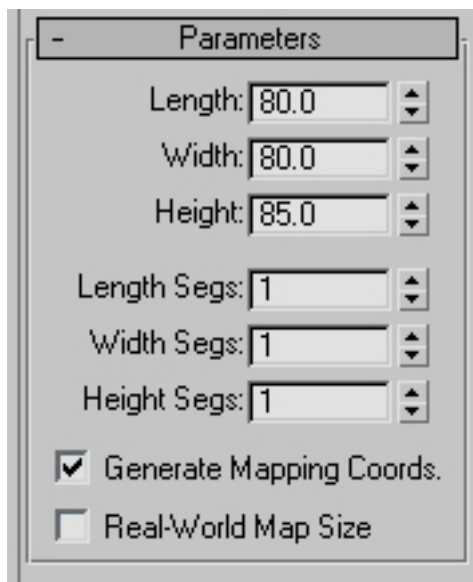 - Parameters
Length: 80.0
Width: 80.0
Height: 85.0
Length Segs: 1
Width Segs: 1
Height Segs: 1
Generate Mapping Coords.
Real-World Map Size